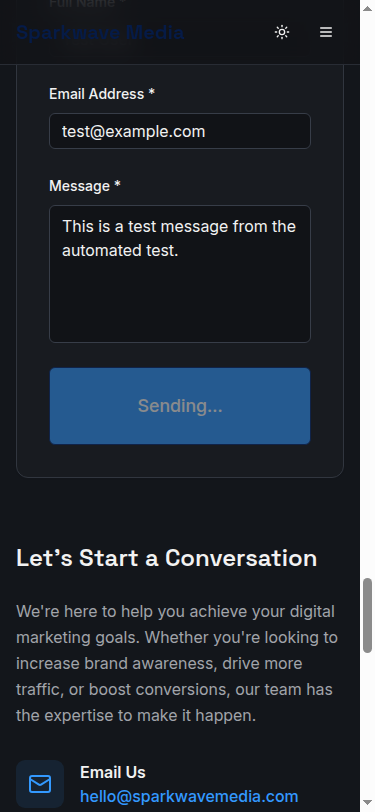 Full Name *
Sparkwave Media
Email Address *
test@example.com
Message *
This is a test message from the
automated test.
Sending...
Let's Start a Conversation
We're here to help you achieve your digital
marketing goals. Whether you're looking to
increase brand awareness, drive more
traffic, or boost conversions, our team has
the expertise to make it happen.
Email Us
hello@sparkwavemedia.com